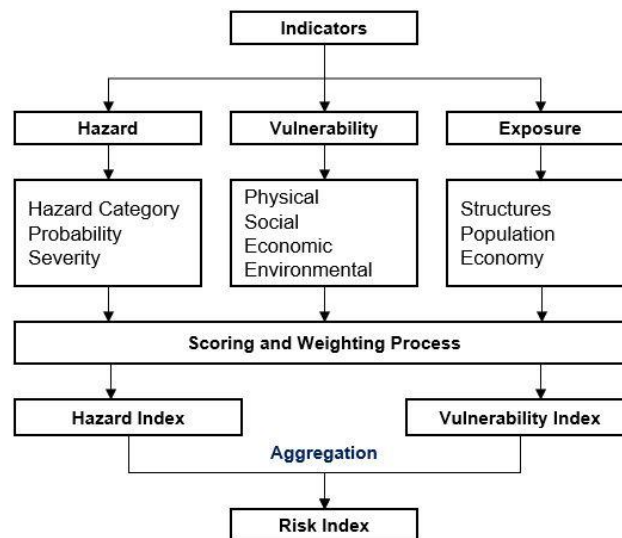 Indicators
Hazard
Vulnerability
Exposure
Hazard Category
Probability
Severity
Physical
Social
Economic
Environmental
Structures
Population
Economy
Scoring and Weighting Process
Hazard Index
Vulnerability Index
Aggregation
Risk Index